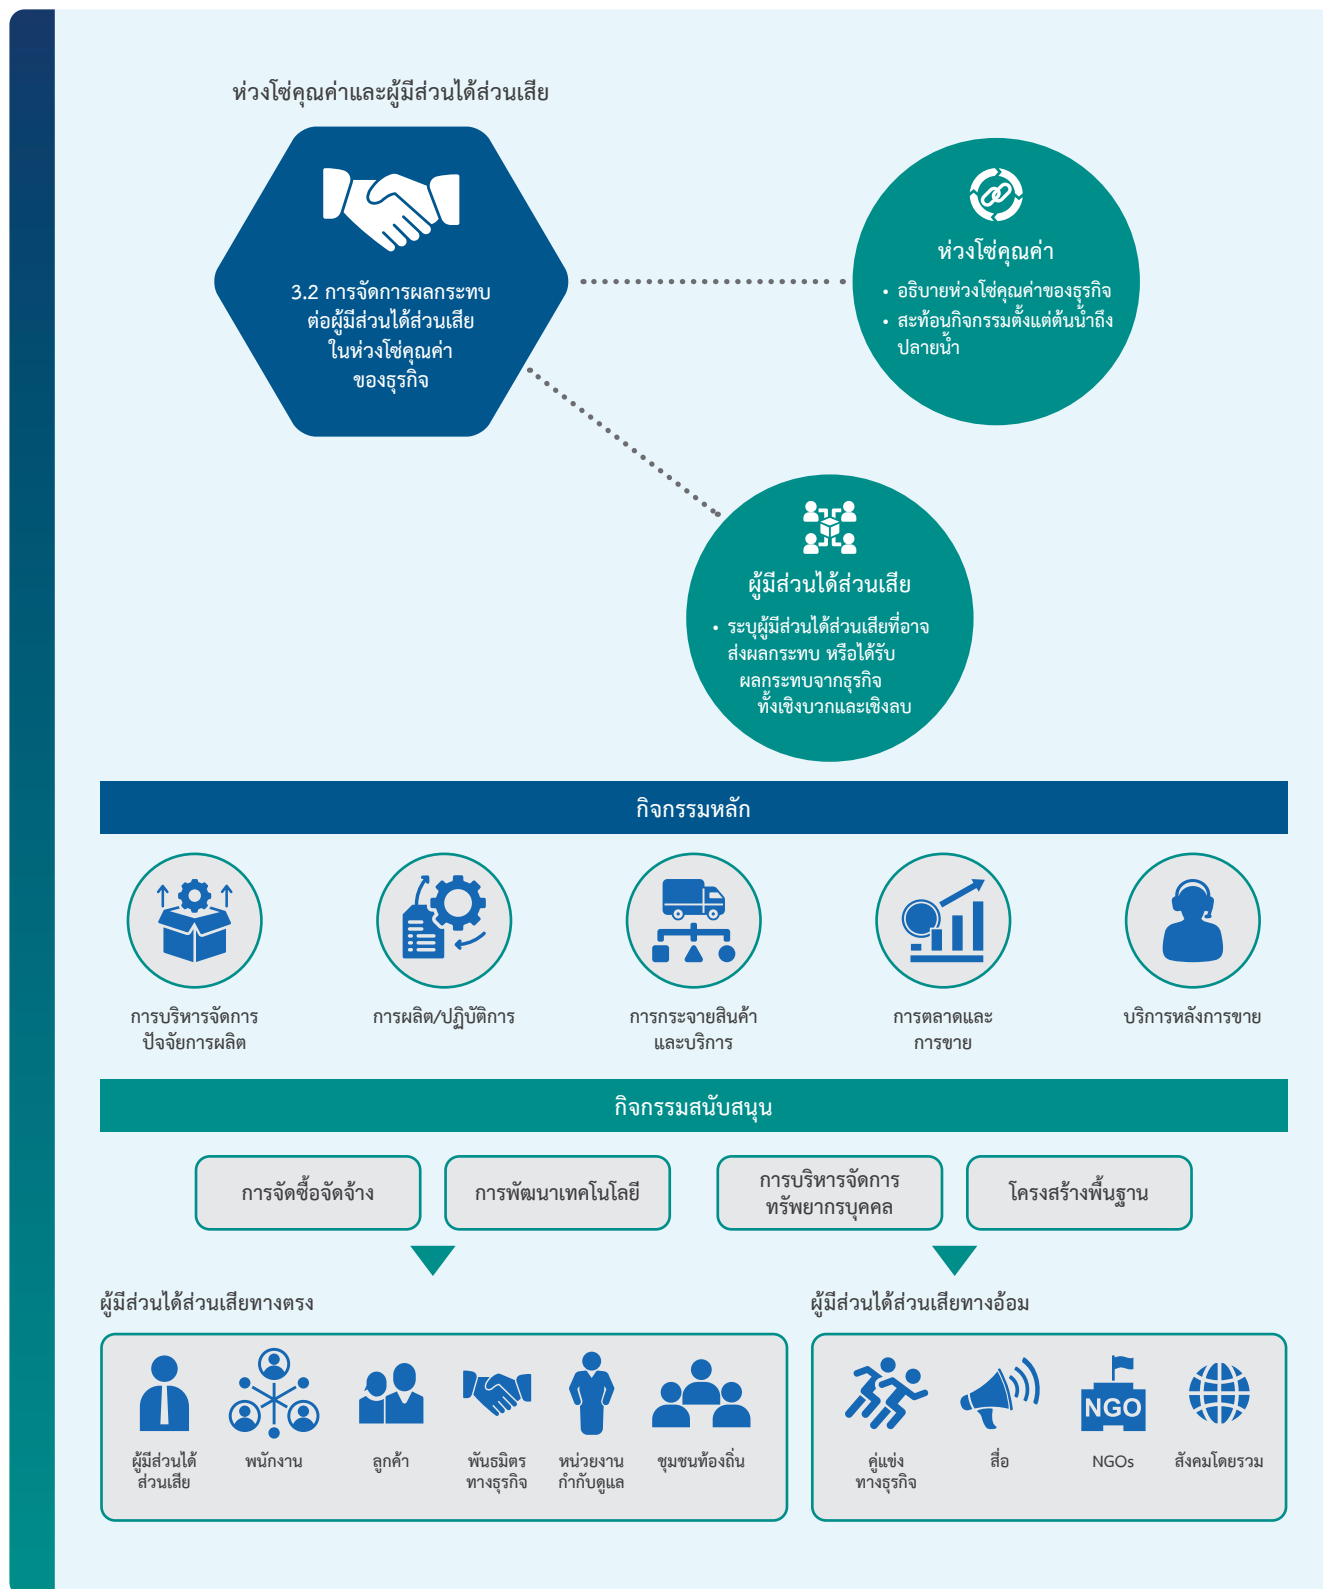 ห่วงโซ่คุณค่าและผู้มีส่วนได้ส่วนเสีย
3.2 การจัดการผลกระทบ
ต่อผู้มีส่วนได้ส่วนเสีย
ในห่วงโซ่คุณค่า
ของธุรกิจ
ห่วงโซ่คุณค่า
• อธิบายห่วงโซ่คุณค่าของธุรกิจ
• สะท้อนกิจกรรมตั้งแต่ต้นน้ำถึง
ปลายน้ำ
ผู้มีส่วนได้ส่วนเสีย
• ระบุผู้มีส่วนได้ส่วนเสียที่อาจ
ส่งผลกระทบ หรือได้รับ
ผลกระทบจากธุรกิจ
ทั้งเชิงบวกและเชิงลบ
กิจกรรมหลัก
การบริหารจัดการ
ปัจจัยการผลิต
การผลิต/ปฏิบัติการ
การกระจายสินค้า
และบริการ
การตลาดและ
การขาย
บริการหลังการขาย
กิจกรรมสนับสนุน
การจัดซื้อจัดจ้าง
การพัฒนาเทคโนโลยี
การบริหารจัดการ
ทรัพยากรบุคคล
โครงสร้างพื้นฐาน
ผู้มีส่วนได้ส่วนเสียทางตรง
ผู้มีส่วนได้
ส่วนเสีย
พนักงาน
ลูกค้า
พันธมิตร
ทางธุรกิจ
หน่วยงาน
กำกับดูแล
ชุมชนท้องถิ่น
ผู้มีส่วนได้ส่วนเสียทางอ้อม
คู่แข่ง
ทางธุรกิจ
สื่อ
NGO
NGOs
สังคมโดยรวม